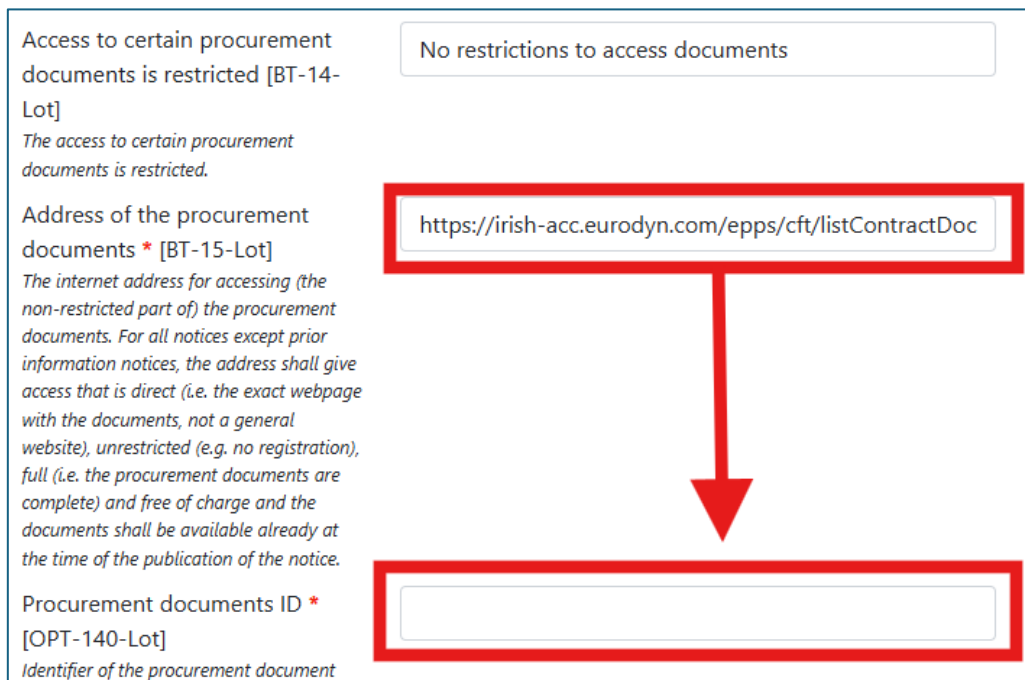 Access to certain procurement
documents is restricted [BT-14-
Lot]
The access to certain procurement
documents is restricted.
No restrictions to access documents
Address of the procurement
documents * [BT-15-Lot]
The internet address for accessing (the
non-restricted part of) the procurement
documents. For all notices except prior
information notices, the address shall give
access that is direct (i.e. the exact webpage
with the documents, not a general
website), unrestricted (e.g. no registration),
full (i.e. the procurement documents are
complete) and free of charge and the
documents shall be available already at
the time of the publication of the notice.
https://irish-acc.eurodyn.com/epps/cft/listContractDoc
Procurement documents ID *
[OPT-140-Lot]
Identifier of the procurement document